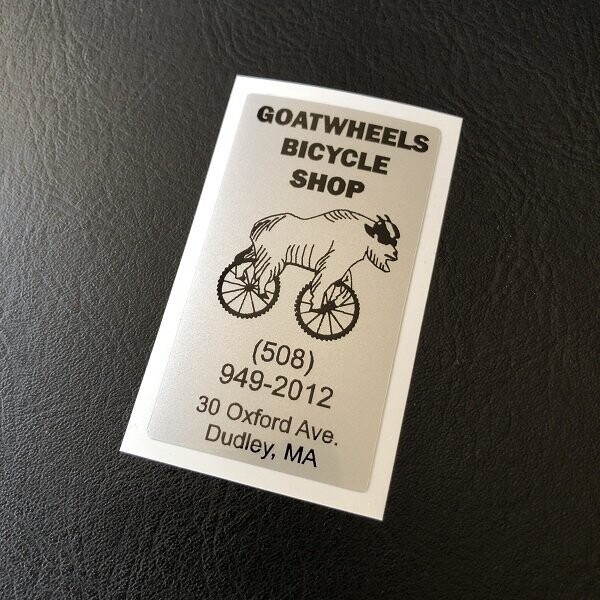 GOATWHEELS
BICYCLE
SHOP
(508)
949-2012
30 Oxford Ave.
Dudley, MA